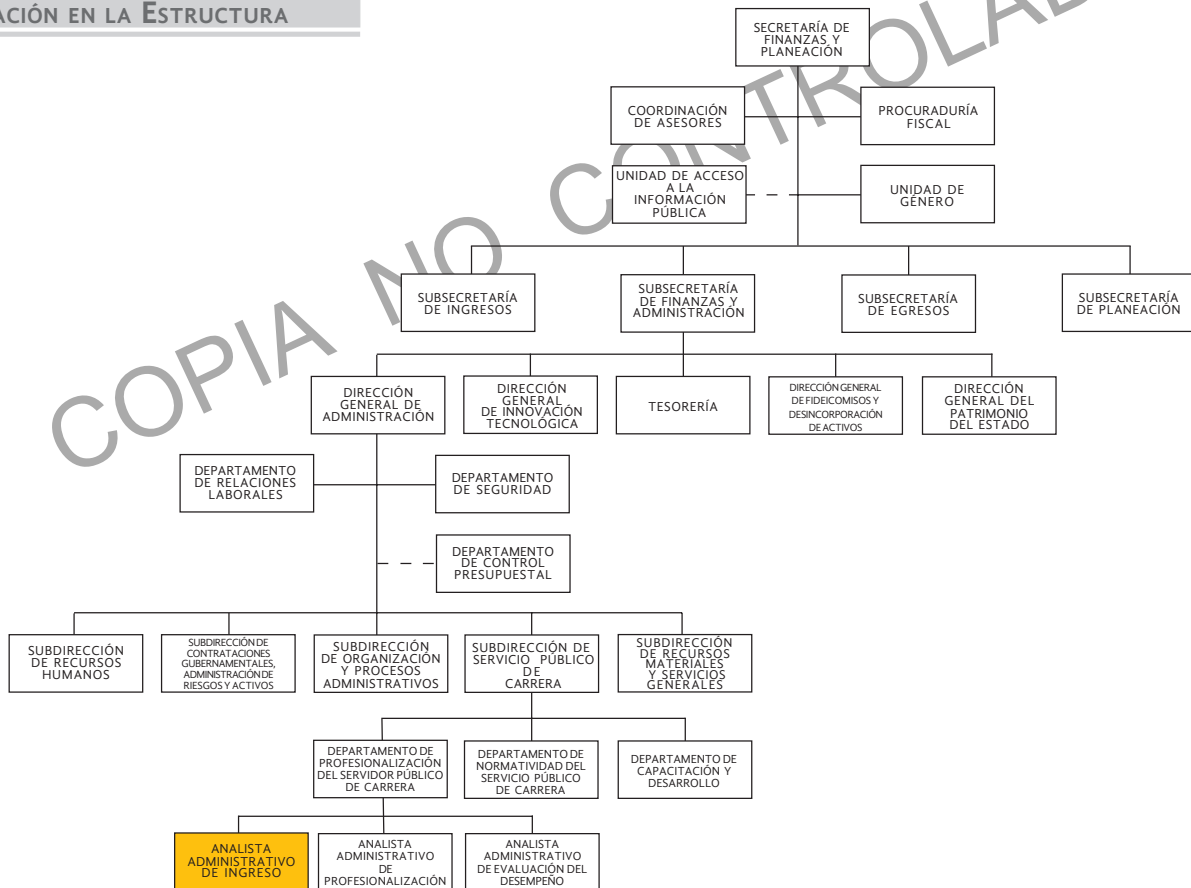 ACIÓN EN LA ESTRUCTURA
COPIA NO CONTROLAD
SECRETARÍA DE
FINANZAS Y
PLANEACIÓN
COORDINACIÓN
DE ASESORES
PROCURADURÍA
FISCAL
UNIDAD DE ACCESO
A LA
INFORMACIÓN
PÚBLICA
UNIDAD DE
GÉNERO
SUBSECRETARÍA
DE INGRESOS
SUBSECRETARÍA
DE FINANZAS Y
ADMINISTRACIÓN
SUBSECRETARÍA
DE EGRESOS
SUBSECRETARÍA
DE PLANEACIÓN
DIRECCIÓN
GENERAL DE
ADMINISTRACIÓN
DIRECCIÓN
GENERAL
DE INNOVACIÓN
TECNOLÓGICA
TESORERÍA
DIRECCIÓN GENERAL
DE FIDEICOMISOS Y
DESINCORPORACIÓN
DE ACTIVOS
DIRECCIÓN
GENERAL DEL
PATRIMONIO
DEL ESTADO
DEPARTAMENTO
DE RELACIONES
LABORALES
DEPARTAMENTO
DE SEGURIDAD
DEPARTAMENTO
DE CONTROL
PRESUPUESTAL
SUBDIRECCIÓN
DE RECURSOS
HUMANOS
SUBDIRECCIÓN DE
CONTRATACIONES
GUBERNAMENTALES,
ADMINISTRACIÓN DE
RIESGOS Y ACTIVOS
SUBDIRECCIÓN
DE ORGANIZACIÓN
Y PROCESOS
ADMINISTRATIVOS
SUBDIRECCIÓN DE
SERVICIO PÚBLICO
DE
CARRERA
SUBDIRECCIÓN
DE RECURSOS
MATERIALES
Y SERVICIOS
GENERALES
DEPARTAMENTO DE
PROFESIONALIZACIÓN
DEL SERVIDOR PÚBLICO
DE CARRERA
DEPARTAMENTO DE
NORMATIVIDAD DEL
SERVICIO PÚBLICO
DE CARRERA
DEPARTAMENTO DE
CAPACITACIÓN Y
DESARROLLO
ANALISTA
ADMINISTRATIVO
DE INGRESO
ANALISTA
ADMINISTRATIVO
DE
PROFESIONALIZACIÓN
ANALISTA
ADMINISTRATIVO
DE EVALUACIÓN DEL
DESEMPEÑO